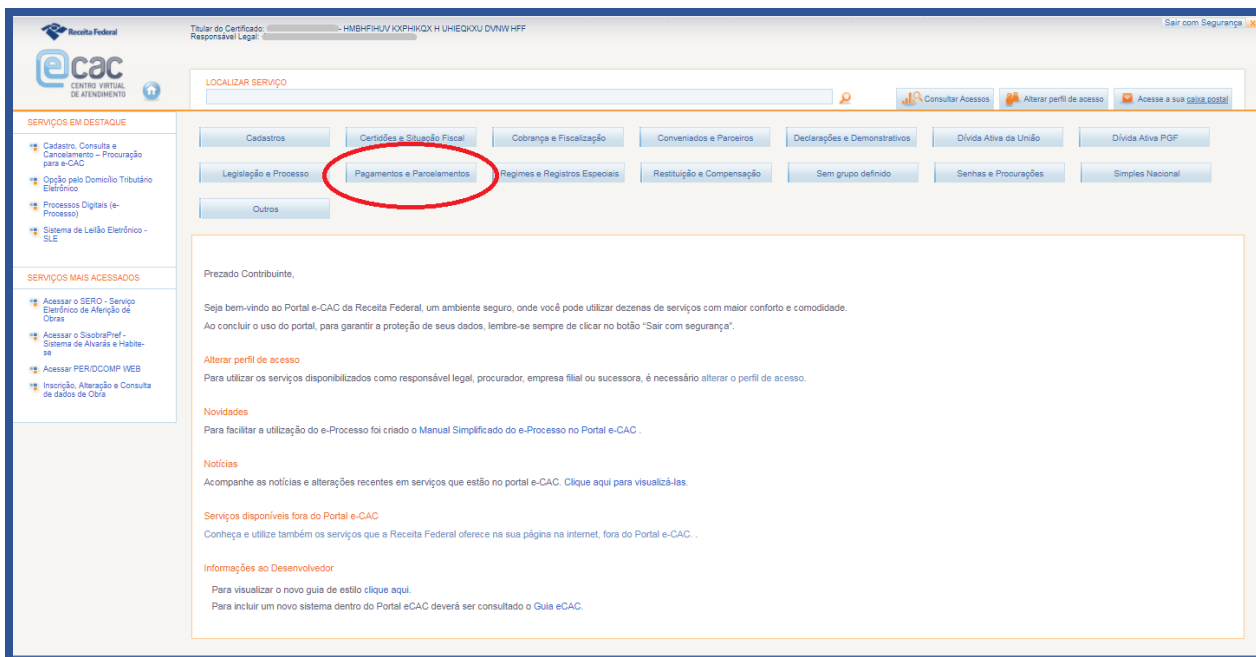 Receita Federal
Titular do Certificado: - HMBHFIHUV KXPHIKQX H UHIEQKXU DVNW HFF
Responsável Legal:
Sair com Segurança
ecac
CENTRO VIRTUAL
DE ATENDIMENTO
LOCALIZAR SERVIÇO
Consultar Acessos
Alterar perfil de acesso
Acesse a sua caixa postal
SERVIÇOS EM DESTAQUE
Cadastro, Consulta e
Cancelamento – Procuração
para e-CAC
Opção pelo Domicílio Tributário
Eletrônico
Processos Digitais (e-
Processo)
Sistema de Leilão Eletrônico -
SLE
SERVIÇOS MAIS ACESSADOS
Acessar o SERO - Serviço
Eletrônico de Aferição de
Obras
Acessar o SisobraPref -
Sistema de Alvarás e Habite-
se
Acessar PER/DCOMP WEB
Inscrição, Alteração e Consulta
de dados de Obra
Cadastros
Certidões e Situação Fiscal
Cobrança e Fiscalização
Conveniados e Parceiros
Declarações e Demonstrativos
Dívida Ativa da União
Dívida Ativa PGF
Legislação e Processo
Pagamentos e Parcelamentos
Regimes e Registros Especiais
Restituição e Compensação
Sem grupo definido
Senhas e Procurações
Simples Nacional
Outros
Prezado Contribuinte,
Seja bem-vindo ao Portal e-CAC da Receita Federal, um ambiente seguro, onde você pode utilizar dezenas de serviços com maior conforto e comodidade.
Ao concluir o uso do portal, para garantir a proteção de seus dados, lembre-se sempre de clicar no botão “Sair com segurança”.
Alterar perfil de acesso
Para utilizar os serviços disponibilizados como responsável legal, procurador, empresa filial ou sucessora, é necessário alterar o perfil de acesso.
Novidades
Para facilitar a utilização do e-Processo foi criado o Manual Simplificado do e-Processo no Portal e-CAC .
Notícias
Acompanhe as notícias e alterações recentes em serviços que estão no portal e-CAC. Clique aqui para visualizá-las.
Serviços disponíveis fora do Portal e-CAC
Conheça e utilize também os serviços que a Receita Federal oferece na sua página na internet, fora do Portal e-CAC. .
Informações ao Desenvolvedor
Para visualizar o novo guia de estilo clique aqui.
Para incluir um novo sistema dentro do Portal eCAC deverá ser consultado o Guia eCAC.